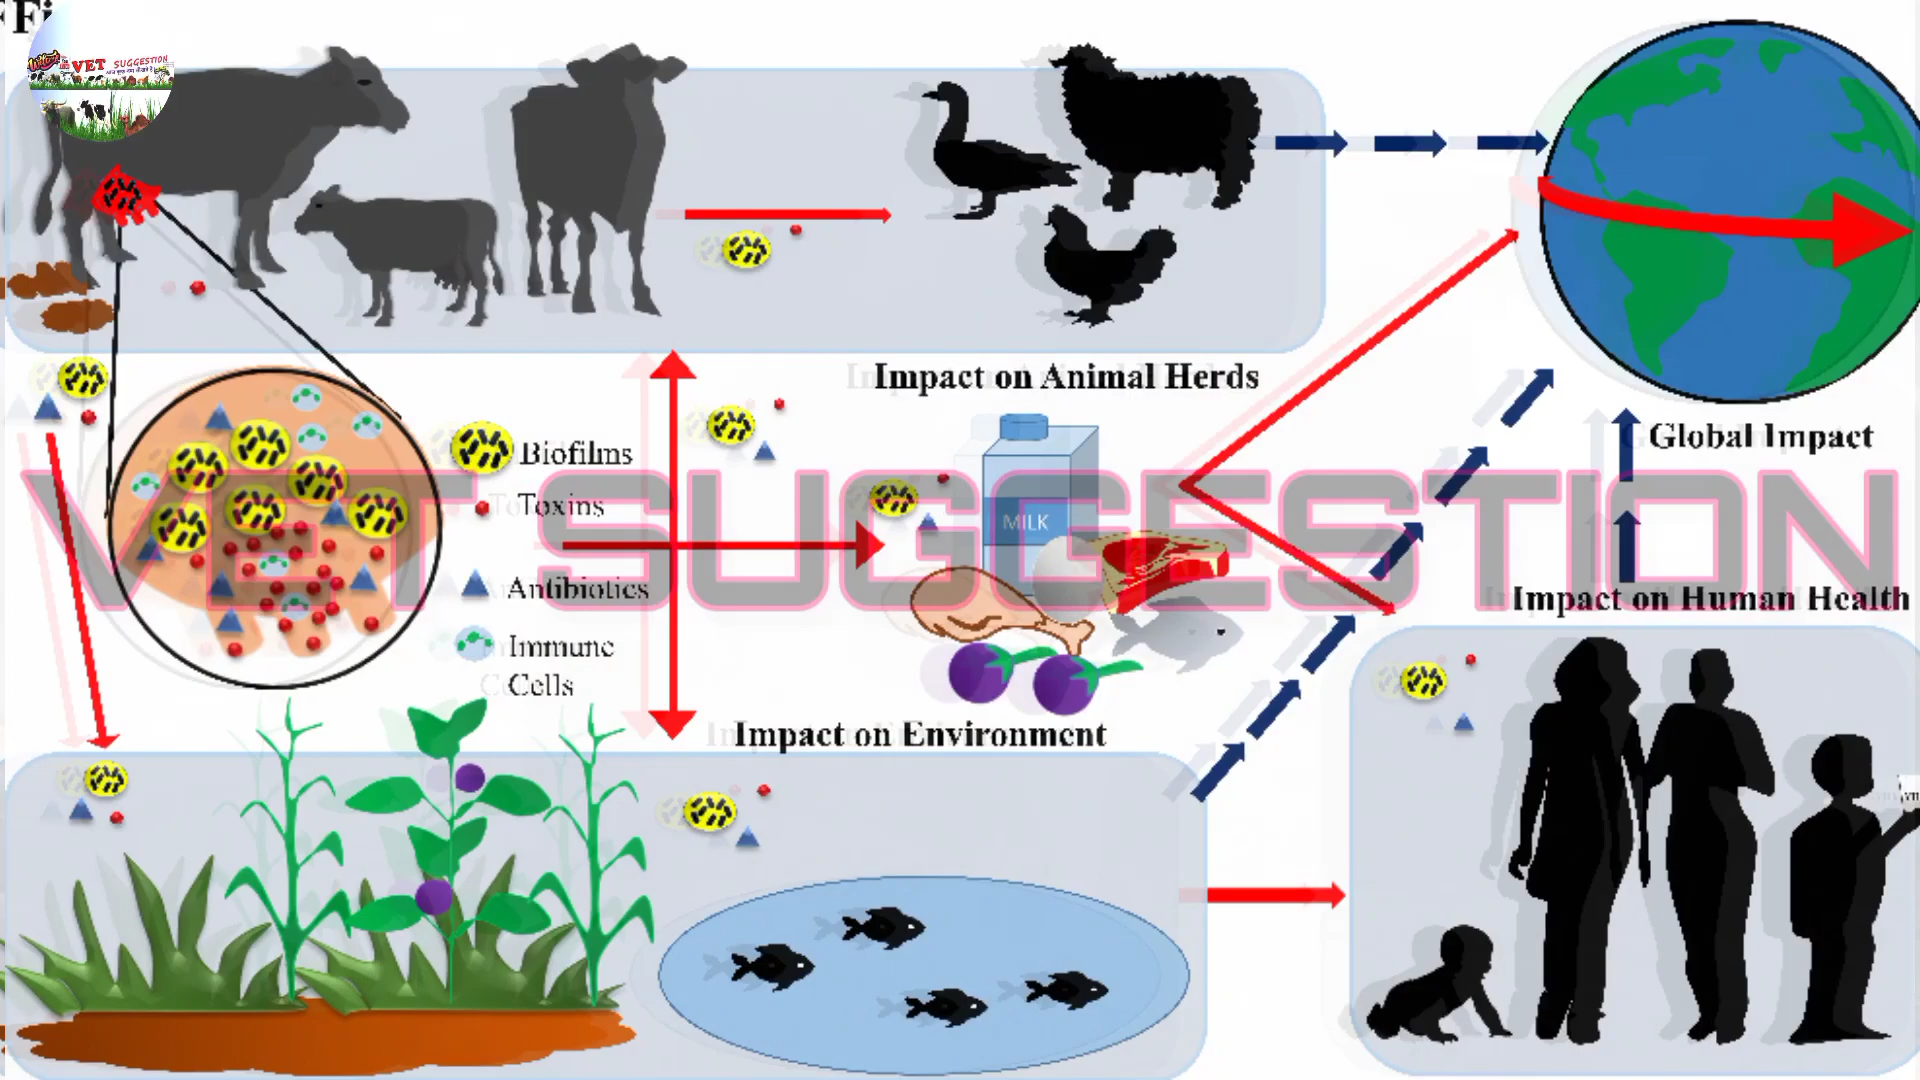 Fi
VET SUGGESTION
Impact on Animal Herds
Biofilms
Toxins
Antibiotics
Immune
Cells
MILK
Global Impact
VET SUGGESTION
Impact on Human Health
Impact on Environment